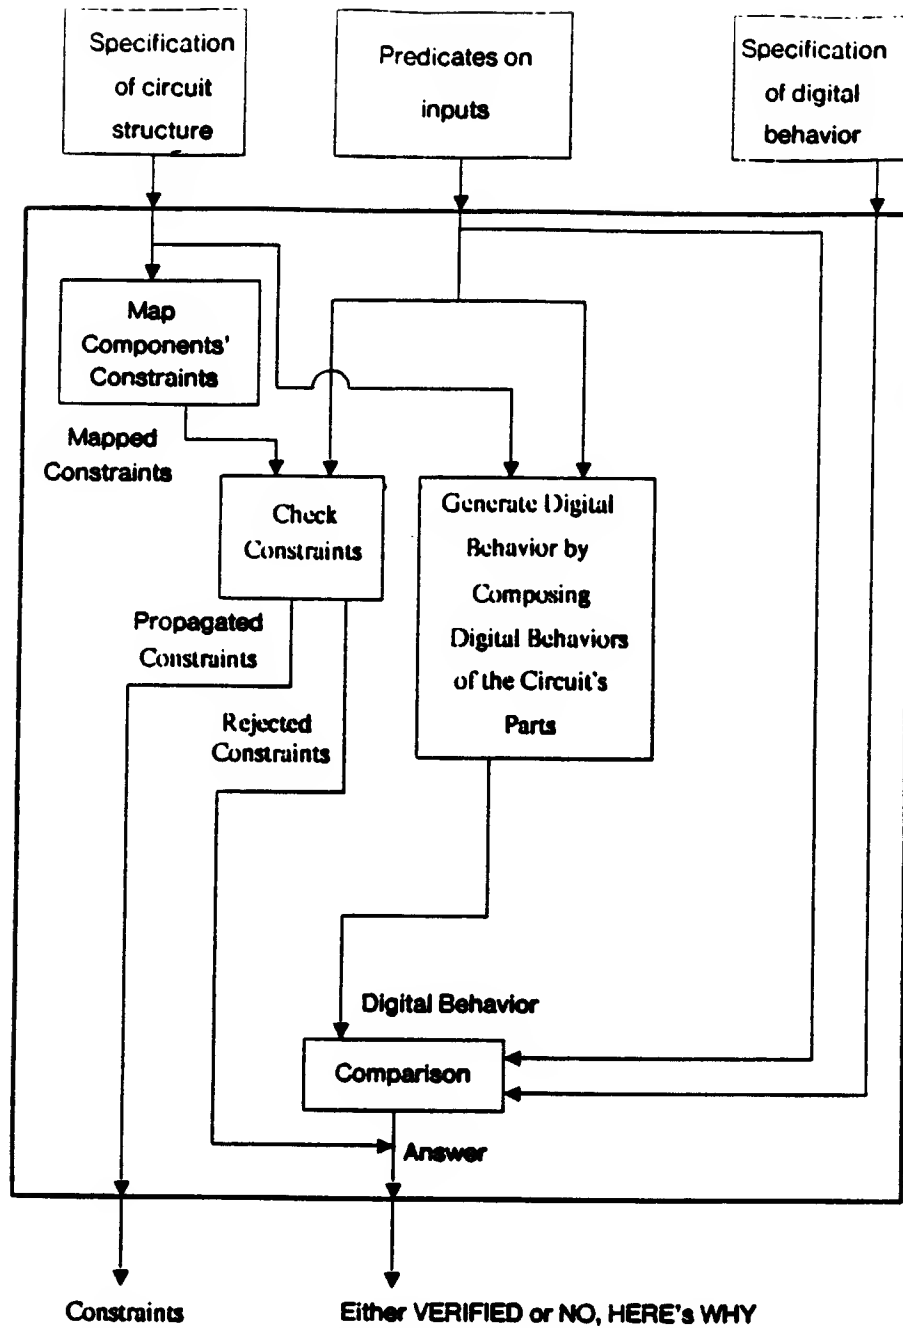 Specification
of circuit
structure
Predicates on
inputs
Specification
of digital
behavior
Map
Components'
Constraints
Mapped
Constraints
Check
Constraints
Generate Digital
Behavior by
Composing
Digital Behaviors
of the Circuit's
Parts
Propagated
Constraints
Rejected
Constraints
Digital Behavior
Comparison
Answer
Constraints
Either VERIFIED or NO, HERE's WHY